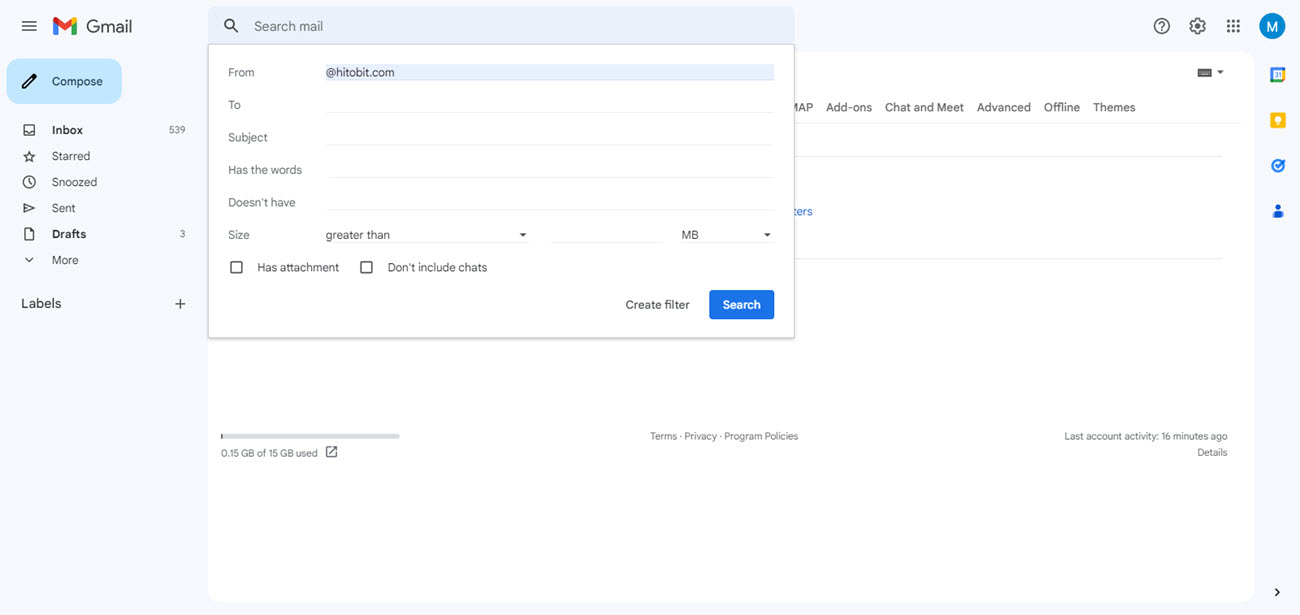 Gmail
Search mail
M
Compose
Inbox 539
Starred
Snoozed
Sent
Drafts 3
More
Labels
From @hitobit.com
To
Subject
Has the words
Doesn't have
Size greater than MB
Has attachment Don't include chats
Create filter Search
MAP Add-ons Chat and Meet Advanced Offline Themes
ters
31
0.15 GB of 15 GB used
Terms · Privacy · Program Policies
Last account activity: 16 minutes ago
Details